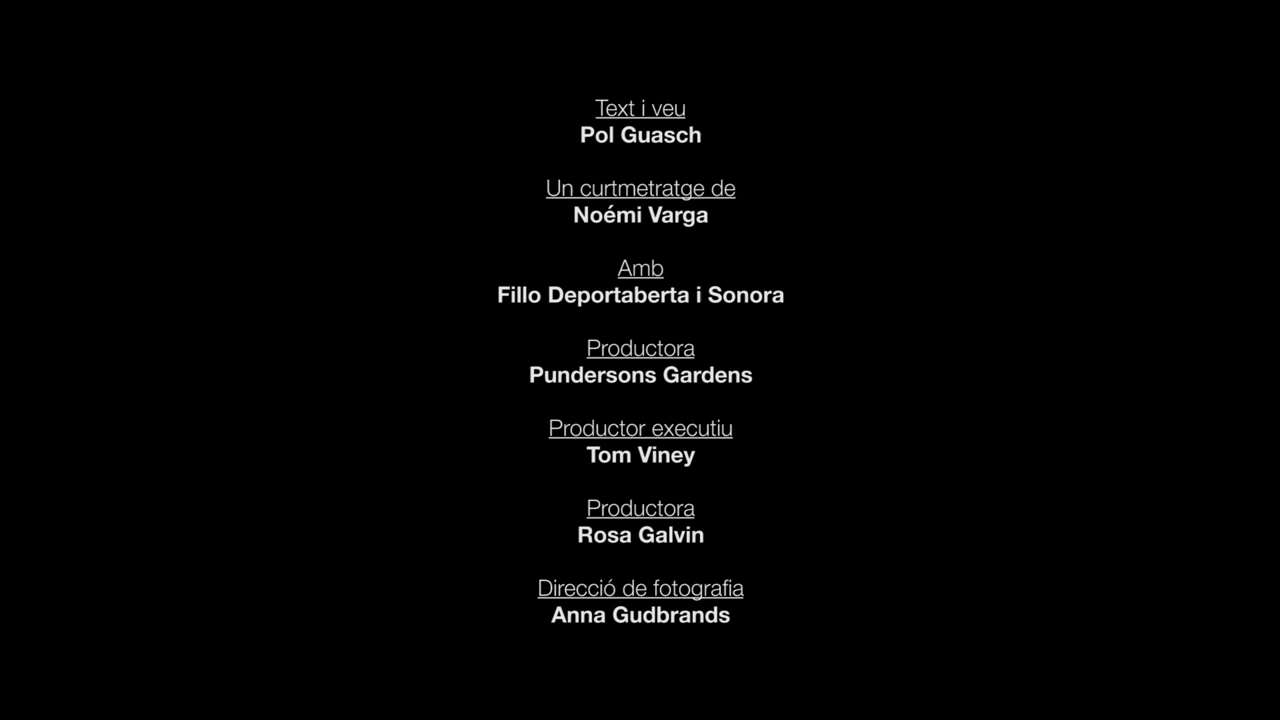 Text i veu
Pol Guasch
Un curtmetratge de
Noémi Varga
Amb
Fillo Deportaberta i Sonora
Productora
Pundersons Gardens
Productor executiu
Tom Viney
Productora
Rosa Galvin
Direcció de fotografia
Anna Gudbrands